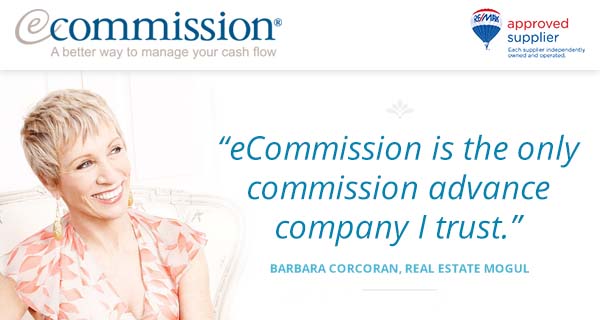 ecommission®
A better way to manage your cash flow
RE/MAX
approved
supplier
Each supplier independently
owned and operated.
“eCommission is the only
commission advance
company I trust.”
BARBARA CORCORAN, REAL ESTATE MOGUL